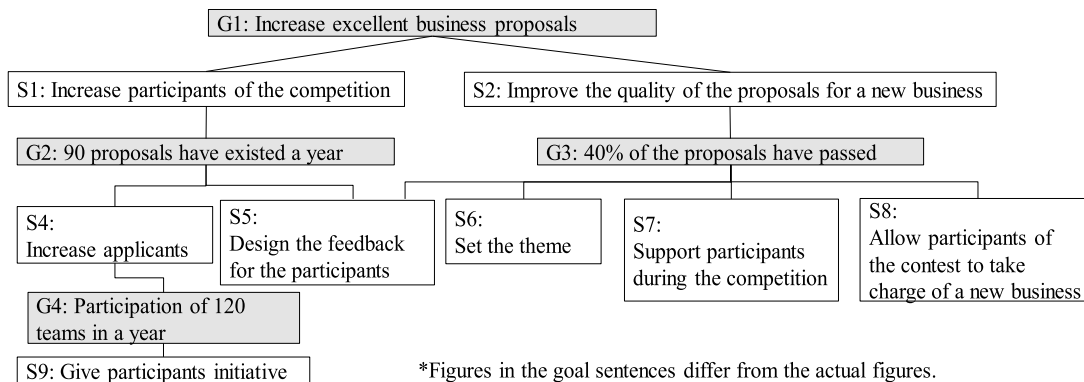 G1: Increase excellent business proposals
S1: Increase participants of the competition
S2: Improve the quality of the proposals for a new business
G2: 90 proposals have existed a year
G3: 40% of the proposals have passed
S4:
Increase applicants
S5:
Design the feedback
for the participants
S6:
Set the theme
S7:
Support participants
during the competition
S8:
Allow participants of
the contest to take
charge of a new business
G4: Participation of 120
teams in a year
S9: Give participants initiative
*Figures in the goal sentences differ from the actual figures.